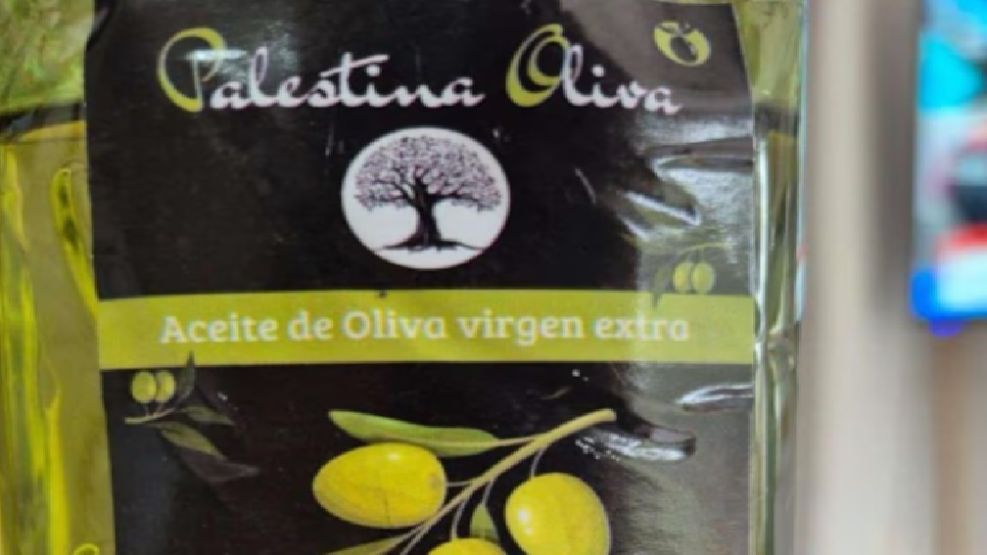 Palestina Oliva
Aceite de Oliva virgen extra